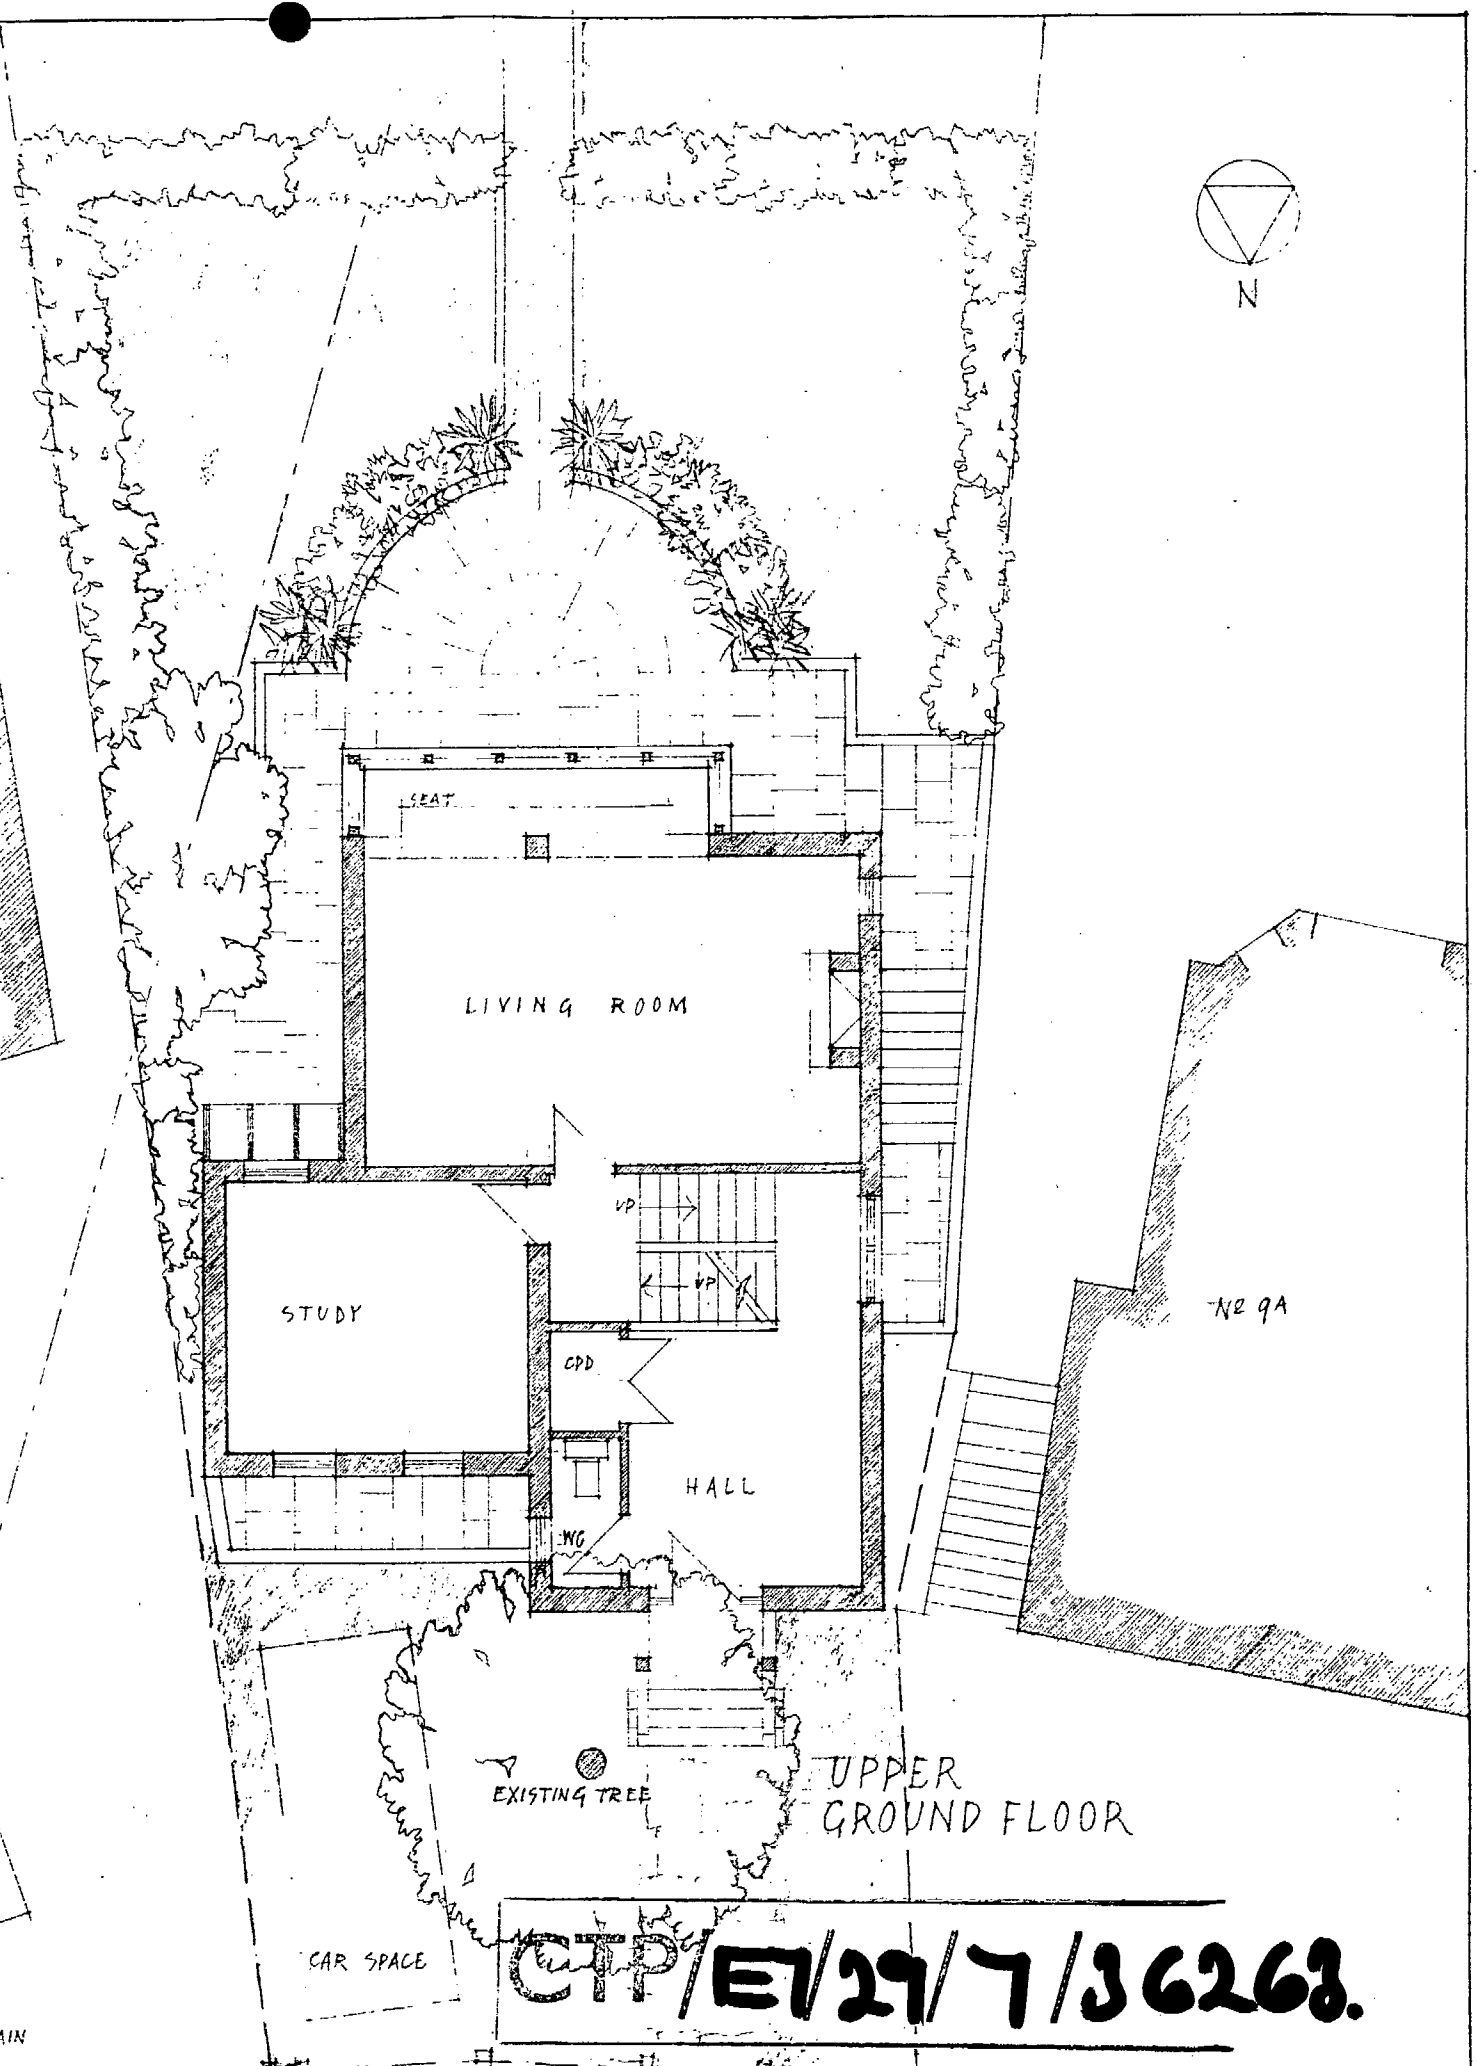 N
SEAT
LIVING ROOM
UP
UP
STUDY
CPD
Nº 9A
HALL
WC
EXISTING TREE
UPPER
GROUND FLOOR
CAR SPACE
CTP/E7/29/7/36263.